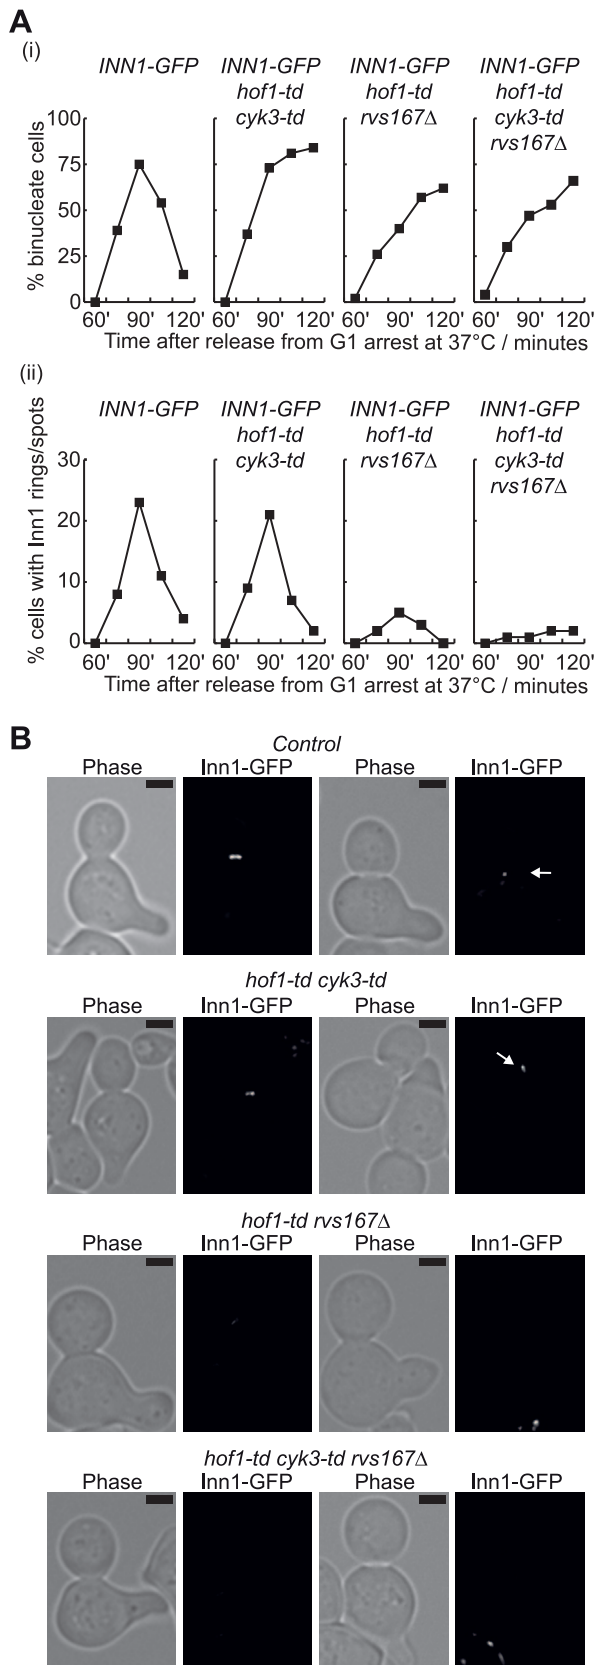 A
(i)
INN1-GFP INN1-GFP INN1-GFP INN1-GFP
hof1-td hof1-td hof1-td
cyk3-td rvs167Δ cyk3-td
rvs167Δ
% binucleate cells
100
75
50
25
0
60' 90' 120' 60' 90' 120' 60' 90' 120' 60' 90' 120'
Time after release from G1 arrest at 37°C / minutes
(ii)
INN1-GFP INN1-GFP INN1-GFP INN1-GFP
hof1-td hof1-td hof1-td
cyk3-td rvs167Δ cyk3-td
rvs167Δ
% cells with Inn1 rings/spots
30
20
10
0
60' 90' 120' 60' 90' 120' 60' 90' 120' 60' 90' 120'
Time after release from G1 arrest at 37°C / minutes
B
Control
Phase Inn1-GFP Phase Inn1-GFP
hof1-td cyk3-td
Phase Inn1-GFP Phase Inn1-GFP
hof1-td rvs167Δ
Phase Inn1-GFP Phase Inn1-GFP
hof1-td cyk3-td rvs167Δ
Phase Inn1-GFP Phase Inn1-GFP